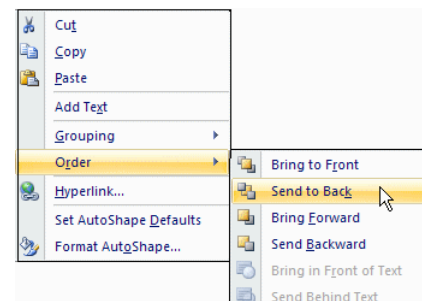 Cut
Copy
Paste
Add Text
Grouping
Order
Hyperlink...
Set AutoShape Defaults
Format AutoShape...
Bring to Front
Send to Back
Bring Forward
Send Backward
Bring in Front of Text
Send Behind Text